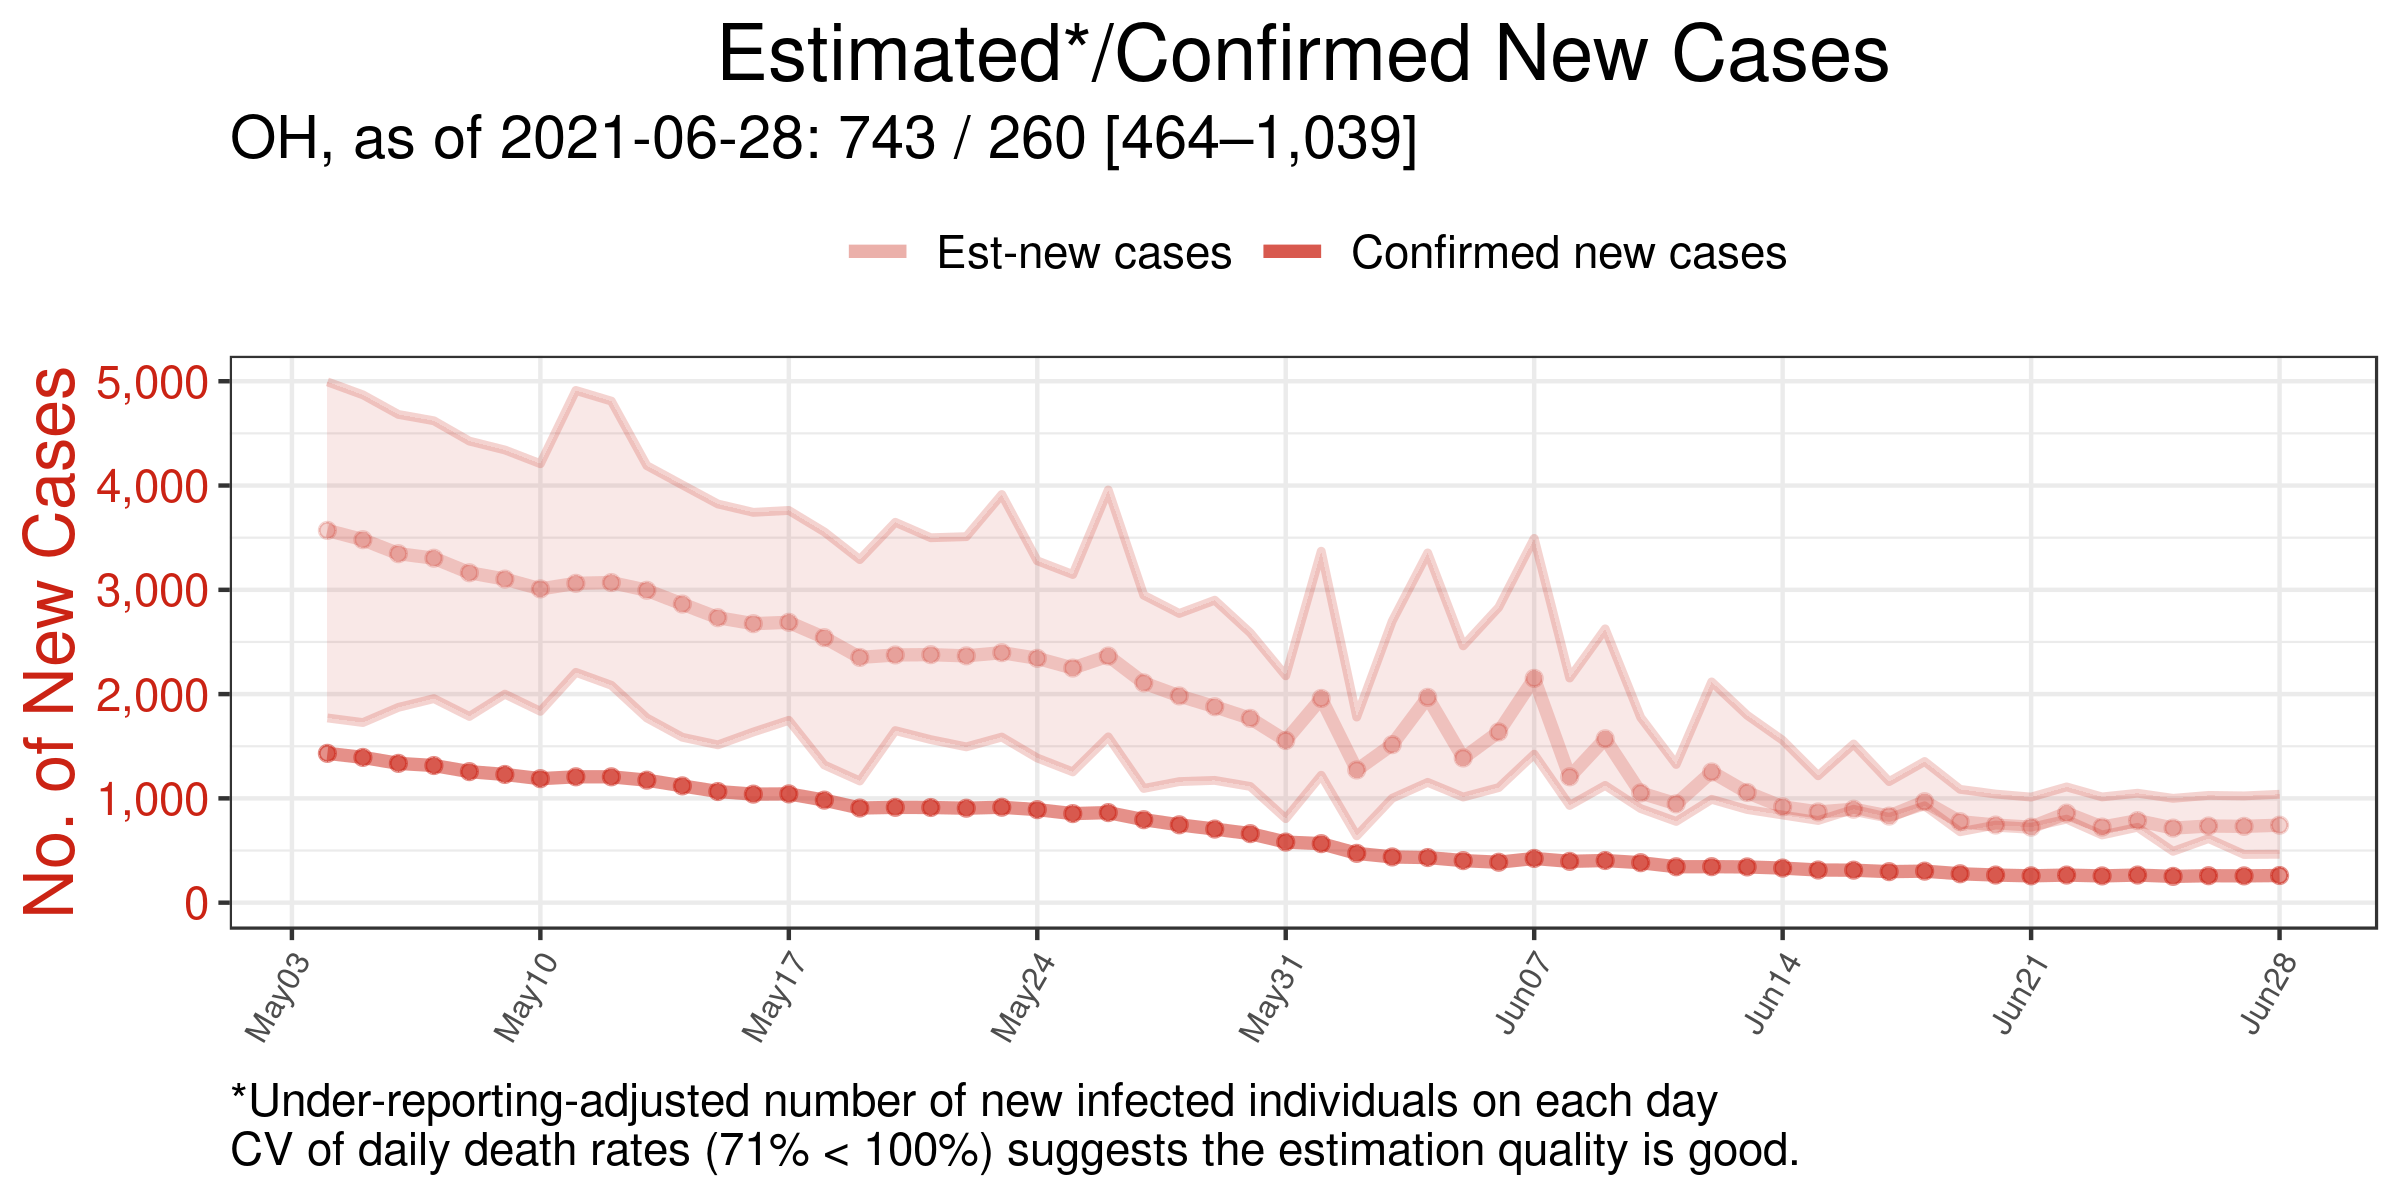 Estimated*/Confirmed New Cases
OH, as of 2021-06-28: 743 / 260 [464–1,039]
Est-new cases Confirmed new cases
No. of New Cases
5,000
4,000
3,000
2,000
1,000
0
May03 May10 May17 May24 May31 Jun07 Jun14 Jun21 Jun28
*Under-reporting-adjusted number of new infected individuals on each day
CV of daily death rates (71% < 100%) suggests the estimation quality is good.